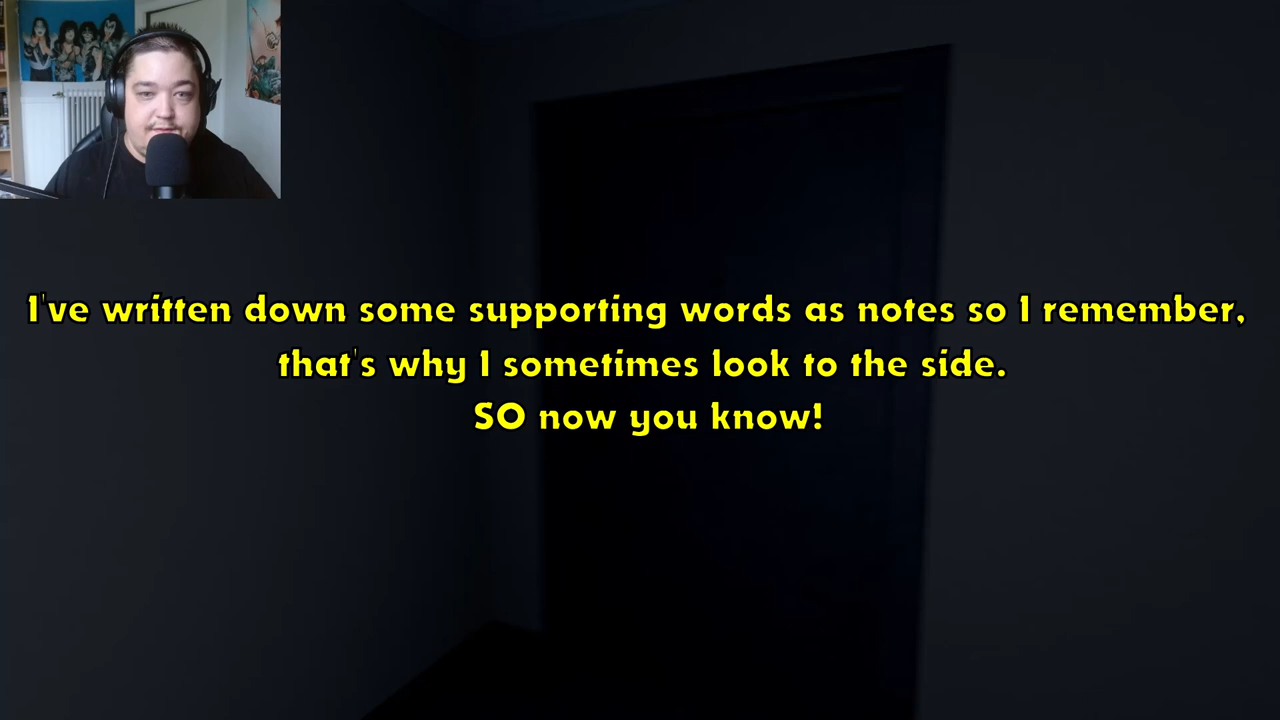 I've written down some supporting words as notes so I remember,
that's why I sometimes look to the side.
SO now you know!